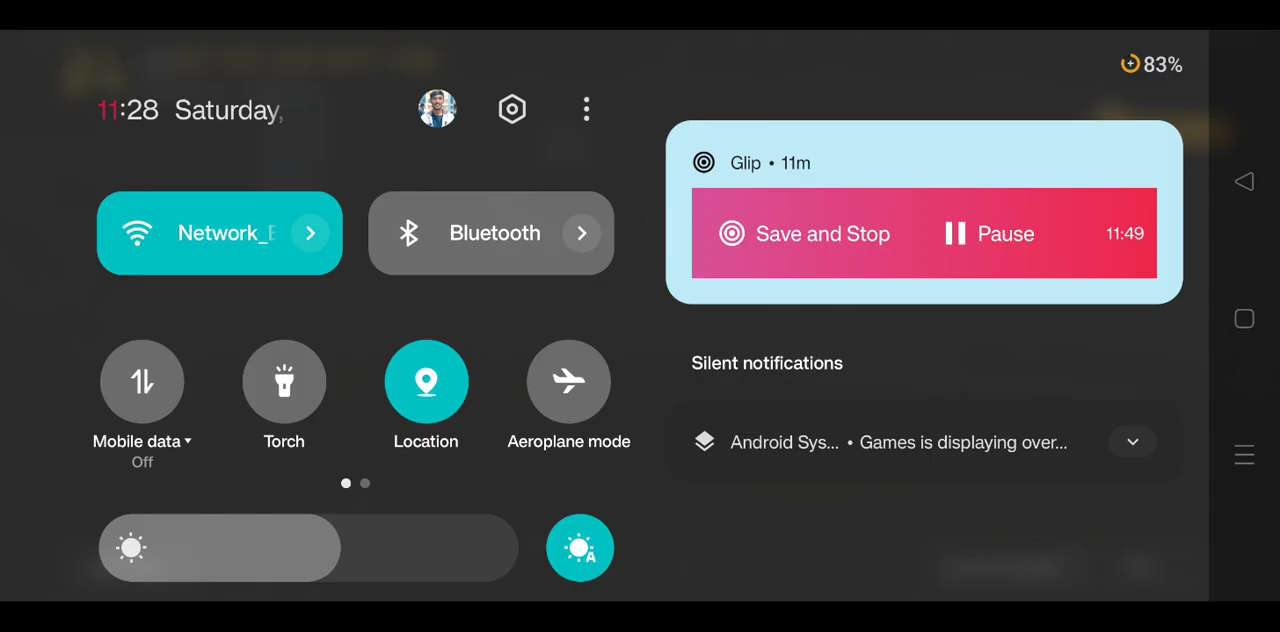 83%
11:28 Saturday,
Glip • 11m
Network_
Bluetooth
Save and Stop
Pause
11:49
Silent notifications
Mobile data
Off
Torch
Location
Aeroplane mode
Android Sys... • Games is displaying over...
A